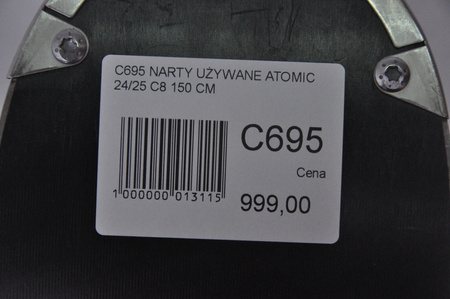 C695 NARTY UŻYWANE ATOMIC
24/25 C8 150 CM
C695
Cena
1 000000 013115
999,00